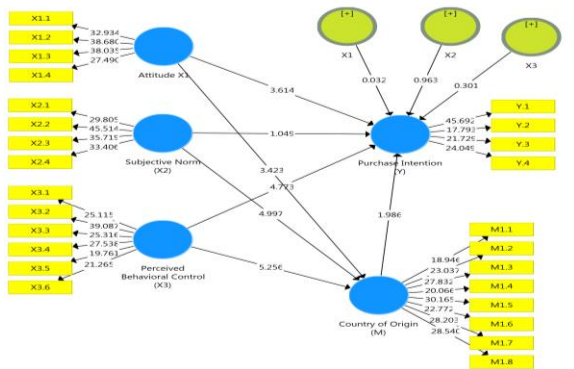 X1.1
X1.2
X1.3
X1.4
32.934
38.680
38.035
27.490
Attitude X1
X2.1
X2.2
X2.3
X2.4
29.805
45.514
35.719
33.406
Subjective Norm
(X2)
X3.1
X3.2
X3.3
X3.4
X3.5
X3.6
25.115
39.087
25.316
27.536
19.761
21.265
Perceived
Behavioral Control
(X3)
[+]
X1
[+]
X2
[+]
X3
0.032
0.963
0.301
3.614
1.049
3.423
4.773
4.997
5.256
1.986
Purchase Intention
(Y)
45.692
17.793
21.729
24.049
Y.1
Y.2
Y.3
Y.4
Country of Origin
(M)
18.946
23.037
27.832
20.066
30.165
22.772
28.203
28.540
M1.1
M1.2
M1.3
M1.4
M1.5
M1.6
M1.7
M1.8